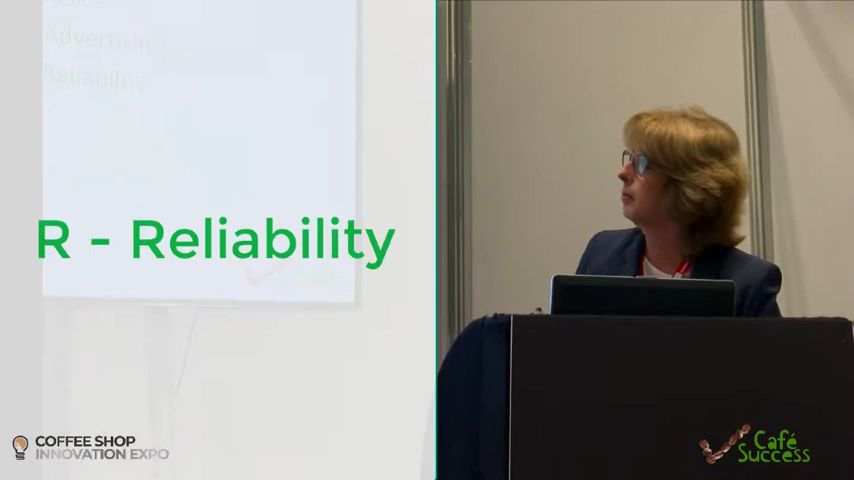 Advertising
Reliability
R - Reliability
COFFEE SHOP
INNOVATION EXPO
Café
Success